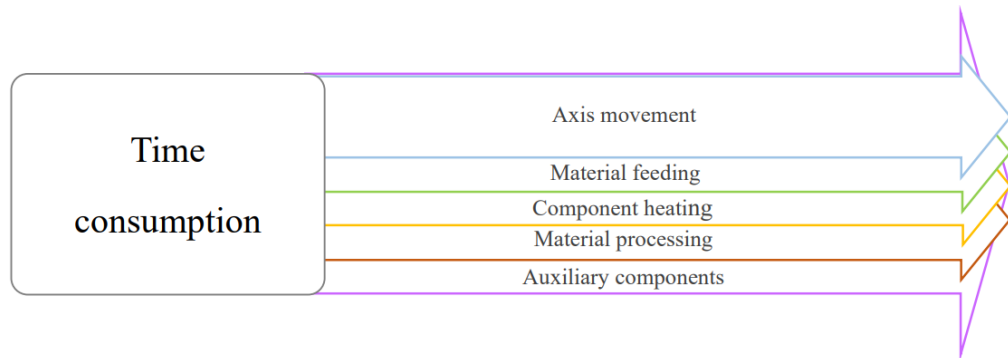 Time
consumption
Axis movement
Material feeding
Component heating
Material processing
Auxiliary components